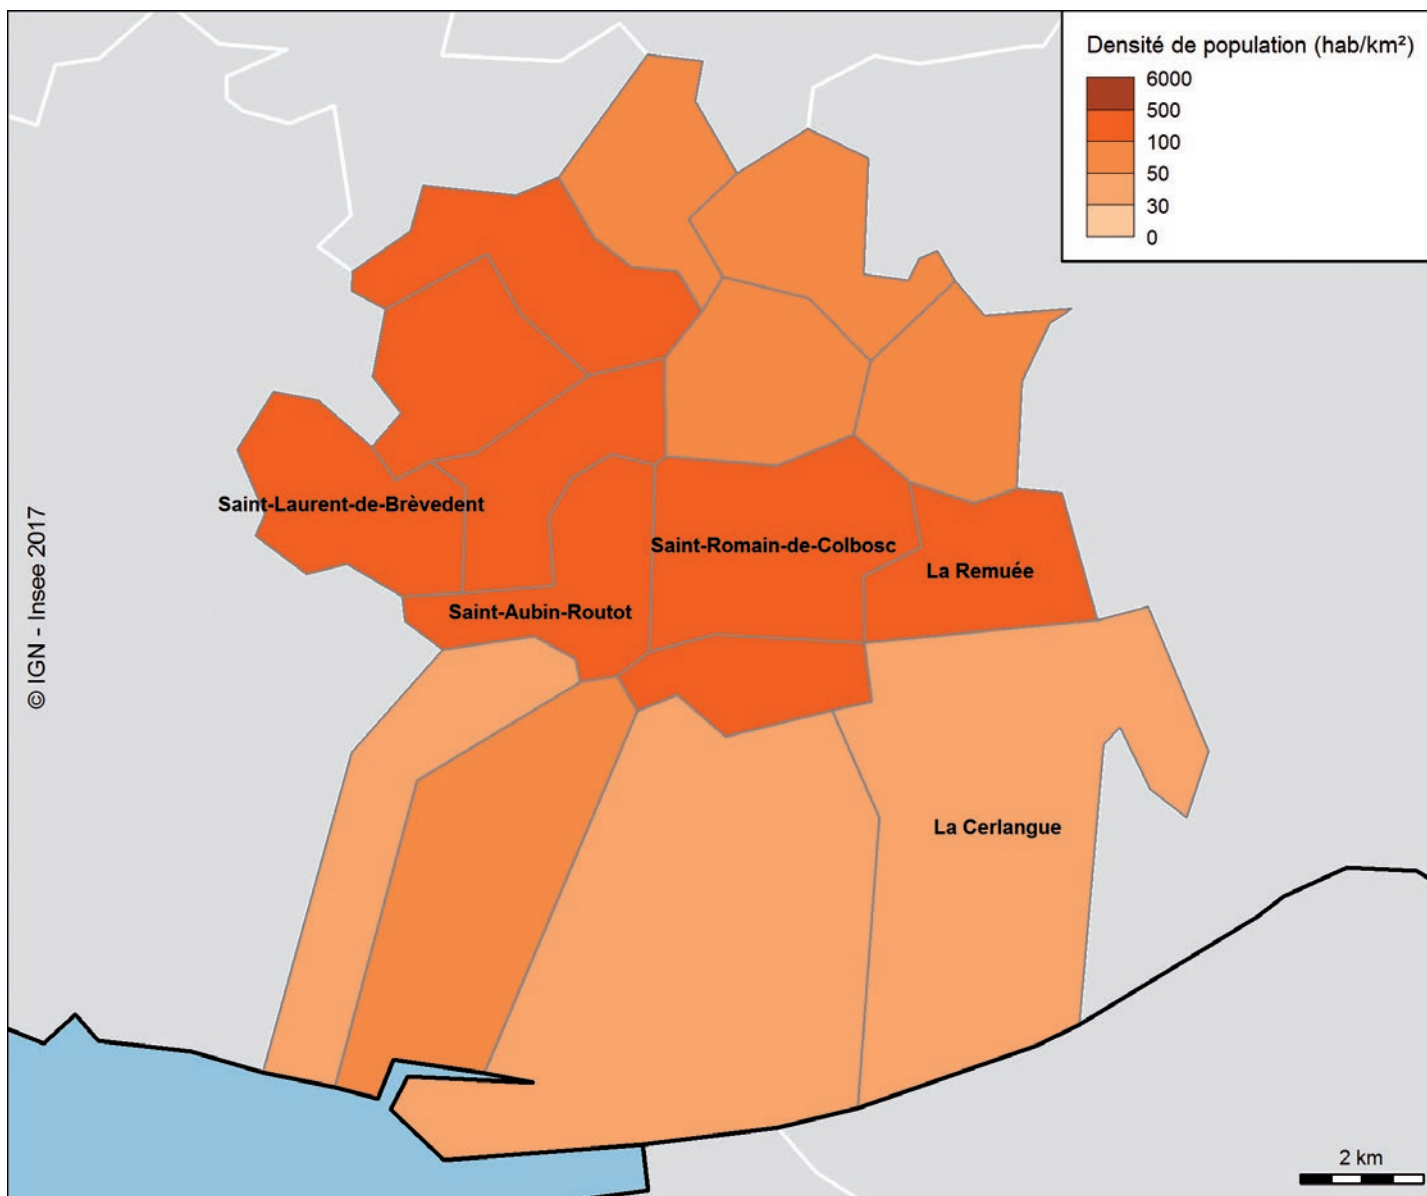 Densité de population (hab/km²)
6000
500
100
50
30
0
Saint-Laurent-de-Brèvedent
Saint-Romain-de-Colbosc
La Remuée
Saint-Aubin-Routot
© IGN - Insee 2017
La Cerlangue
2 km